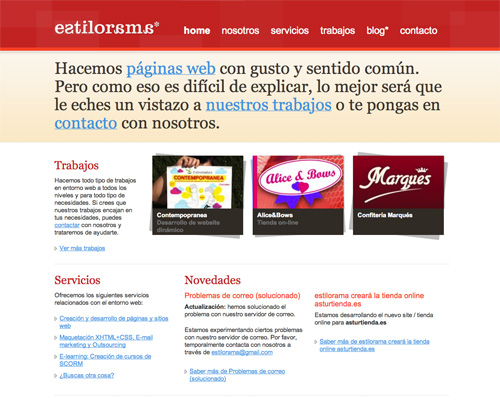 estilorama*
home nosotros servicios trabajos blog* contacto
Hacemos páginas web con gusto y sentido común.
Pero como eso es difícil de explicar, lo mejor será que
le eches un vistazo a nuestros trabajos o te pongas en
contacto con nosotros.
Trabajos
Hacemos todo tipo de trabajos
en entorno web a todos los
niveles y para todo tipo de
necesidades. Si crees que
nuestros trabajos encajan en
tus necesidades, puedes
contactar con nosotros y
trataremos de ayudarte.
Ver más trabajos
CONTEMPOPRANEA
Contempopranea
Desarrollo de website
dinámico
Alice & Bows
Alice&Bows
Tienda on-line
Marqués
Confitería Marqués
Servicios
Ofrecemos los siguientes servicios
relacionados con el entorno web:
Creación y desarrollo de páginas y sitios
web
Maquetación XHTML+CSS, E-mail
marketing y Outsourcing
E-learning: Creación de cursos de
SCORM
¿Buscas otra cosa?
Novedades
Problemas de correo (solucionado)
Actualización: hemos solucionado el
problema con nuestro servidor de correo.
Estamos experimentando ciertos problemas
con nuestro servidor de correo. Por favor,
temporalmente contacta con nosotros a
través de estilorama@gmail.com
Saber más de Problemas de correo
(solucionado)
estilorama creará la tienda online
asturtienda.es
Estamos desarrollando el nuevo site / tienda
online para asturtienda.es
Saber más de estilorama creará la tienda
online asturtienda.es